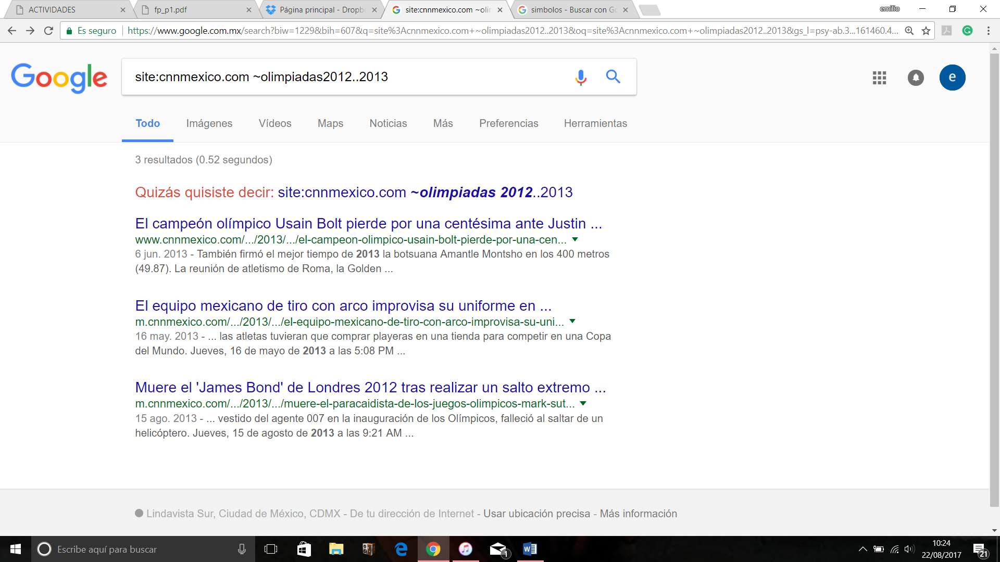 ACTIVIDADES
fp_p1.pdf
Página principal - Dropb
site:cnnmexico.com ~olin
simbolos - Buscar con Go
emilio
Es seguro
https://www.google.com.mx/search?biw=1229&bih=607&q=site%3Acnnmexico.com+~olimpiadas2012..2013&oq=site%3Acnnmexico.com+~olimpiadas2012..2013&gs_l=psy-ab.3...161460.4...
Google
site:cnnmexico.com ~olimpiadas2012..2013
e
Todo
Imágenes
Vídeos
Maps
Noticias
Más
Preferencias
Herramientas
3 resultados (0.52 segundos)
Quizás quisiste decir: site:cnnmexico.com ~olimpiadas 2012..2013
El campeón olímpico Usain Bolt pierde por una centésima ante Justin ...
www.cnnmexico.com/.../2013/.../el-campeon-olimpico-usain-bolt-pierde-por-una-cen...
6 jun. 2013 - También firmó el mejor tiempo de 2013 la botsuana Amantle Montsho en los 400 metros
(49.87). La reunión de atletismo de Roma, la Golden ...
El equipo mexicano de tiro con arco improvisa su uniforme en ...
m.cnnmexico.com/.../2013/.../el-equipo-mexicano-de-tiro-con-arco-improvisa-su-uni...
16 may. 2013 - ... las atletas tuvieran que comprar playeras en una tienda para competir en una Copa
del Mundo. Jueves, 16 de mayo de 2013 a las 5:08 PM ...
Muere el 'James Bond' de Londres 2012 tras realizar un salto extremo ...
m.cnnmexico.com/.../2013/.../muere-el-paracaidista-de-los-juegos-olimpicos-mark-sut...
15 ago. 2013 - ... vestido del agente 007 en la inauguración de los Olímpicos, falleció al saltar de un
helicóptero. Jueves, 15 de agosto de 2013 a las 9:21 AM ...
Lindavista Sur, Ciudad de México, CDMX - De tu dirección de Internet - Usar ubicación precisa - Más información
Escribe aquí para buscar
1
10:24
22/08/2017
21